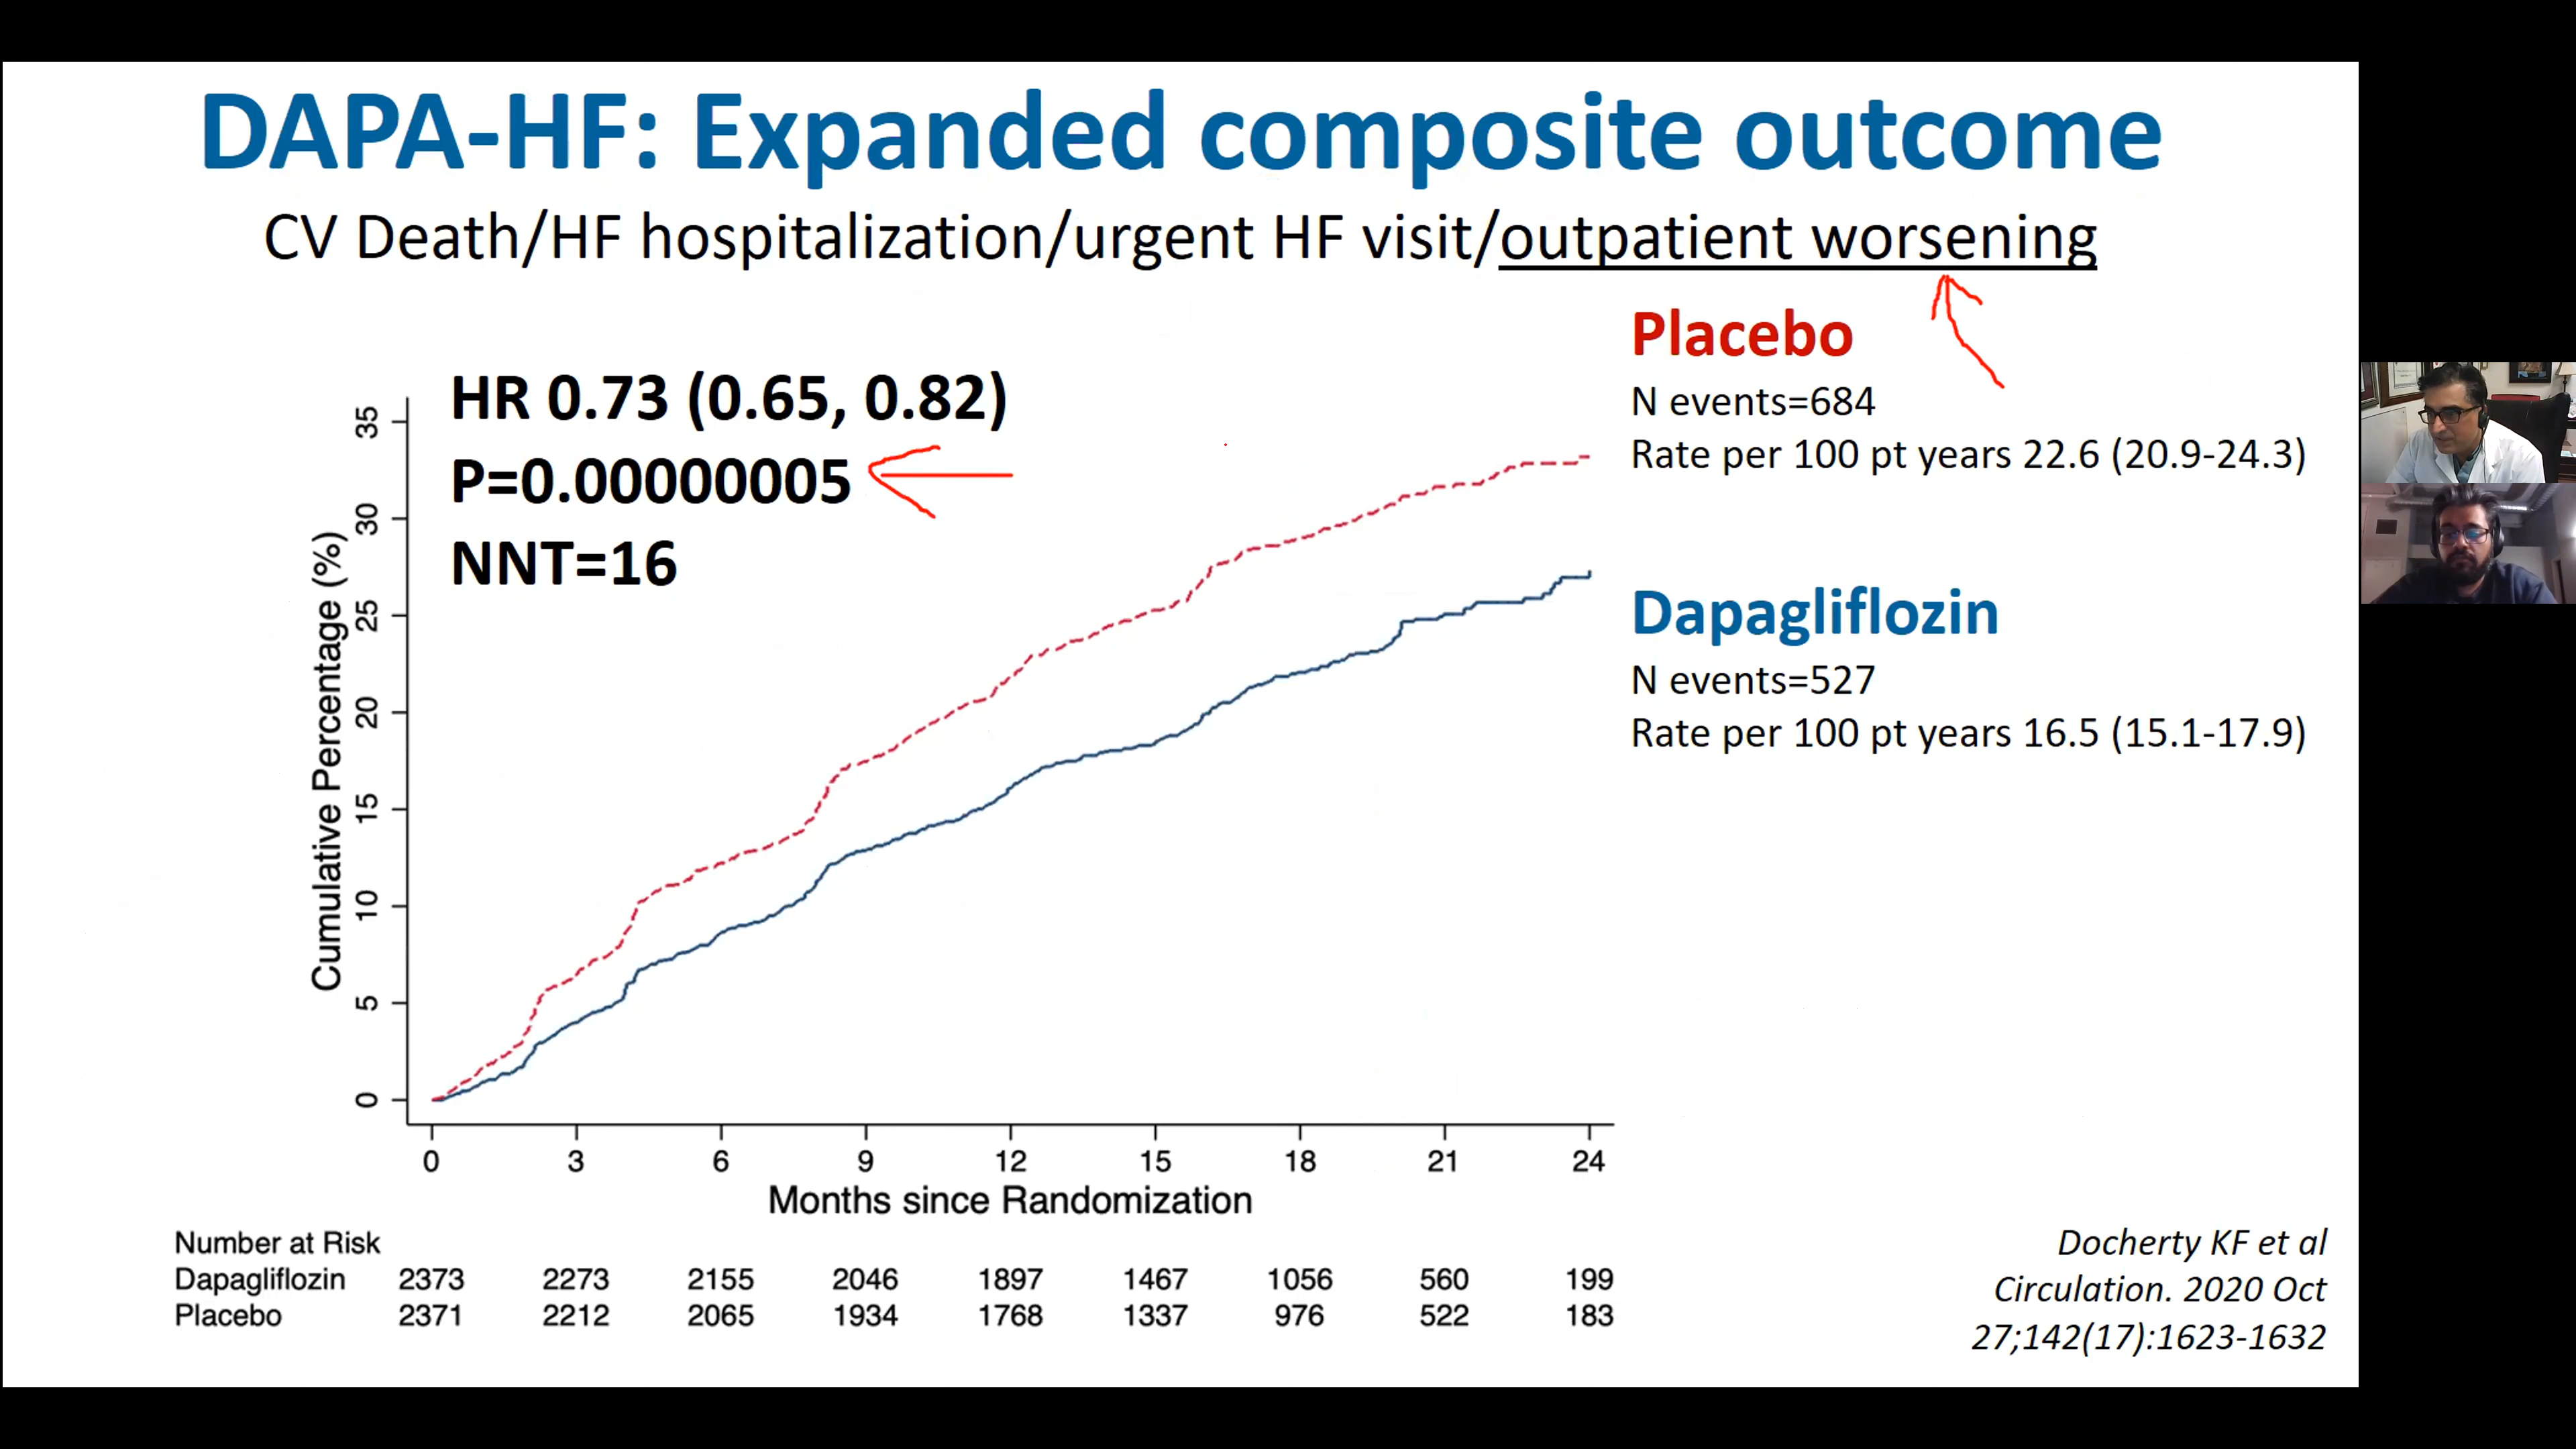 DAPA-HF: Expanded composite outcome
CV Death/HF hospitalization/urgent HF visit/outpatient worsening
HR 0.73 (0.65, 0.82)
P=0.00000005
NNT=16
Placebo
N events=684
Rate per 100 pt years 22.6 (20.9-24.3)
Dapagliflozin
N events=527
Rate per 100 pt years 16.5 (15.1-17.9)
Cumulative Percentage (%)
35
30
25
20
15
10
5
0
0 3 6 9 12 15 18 21 24
Months since Randomization
Number at Risk
Dapagliflozin 2373 2273 2155 2046 1897 1467 1056 560 199
Placebo 2371 2212 2065 1934 1768 1337 976 522 183
Docherty KF et al
Circulation. 2020 Oct
27;142(17):1623-1632